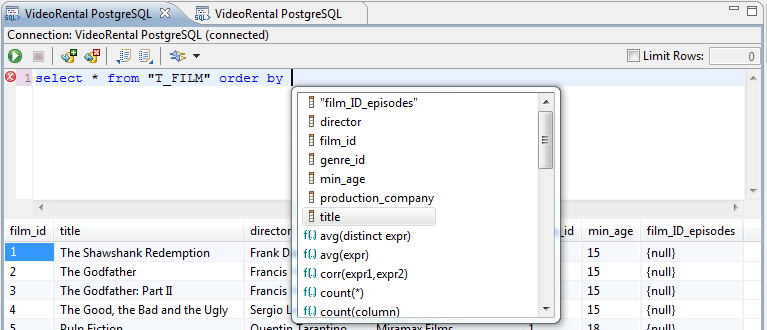 VideoRental PostgreSQL VideoRental PostgreSQL
Connection: VideoRental PostgreSQL (connected)
Limit Rows: 0
1 select * from "T_FILM" order by
"film_ID_episodes"
director
film_id
genre_id
min_age
production_company
title
avg(distinct expr)
avg(expr)
corr(expr1,expr2)
count(*)
count(column)
film_id title director _id min_age film_ID_episodes
1 The Shawshank Redemption Frank D 15 {null}
2 The Godfather Francis 15 {null}
3 The Godfather: Part II Francis 15 {null}
4 The Good, the Bad and the Ugly Sergio L 15 {null}
5 Pulp Fiction Quentin Tarantino Miramax Films 1 18 {null}